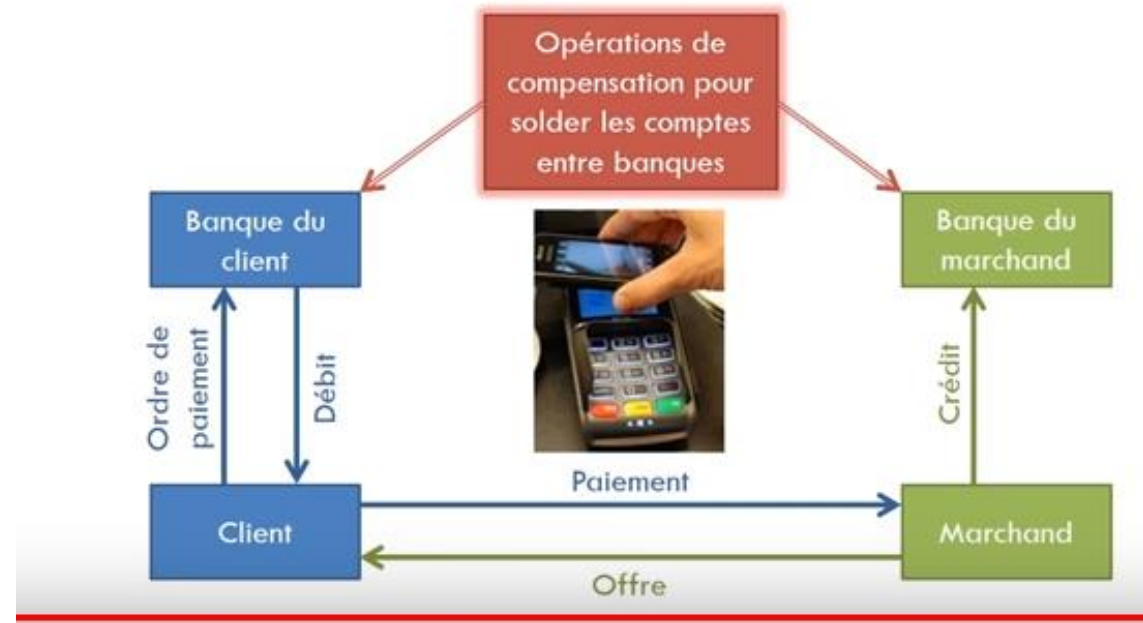 Opérations de
compensation pour
solder les comptes
entre banques
Banque du
client
Banque du
marchand
Ordre de
paiement
Débit
Crédit
Paiement
Client
Marchand
Offre